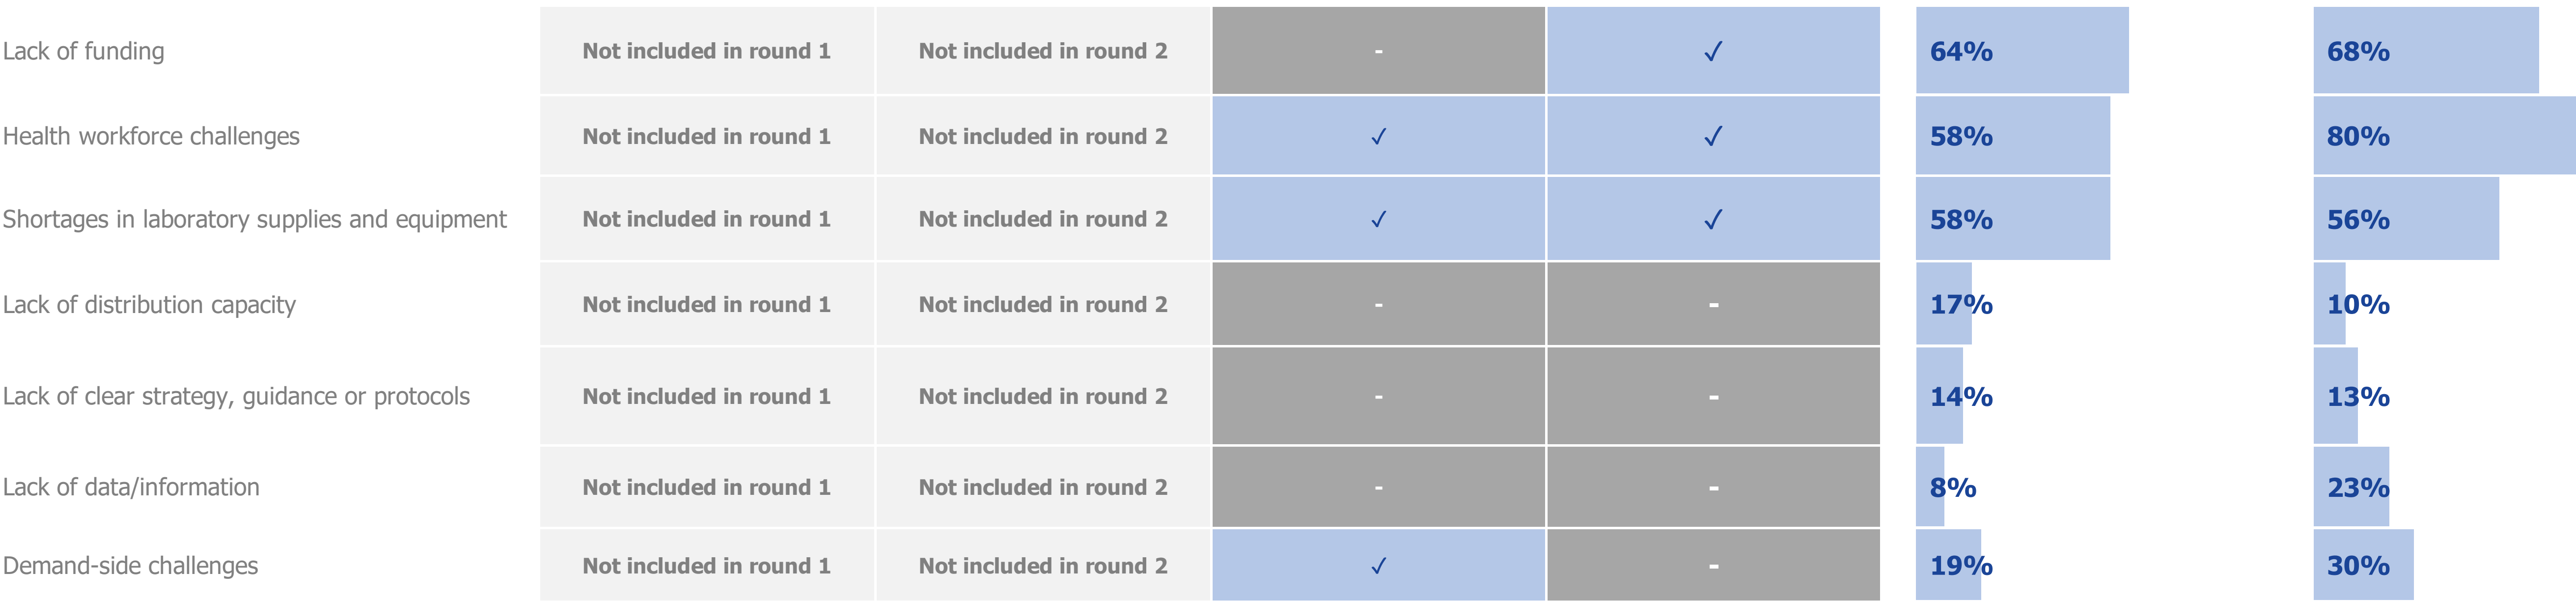 Lack of funding Not included in round 1 Not included in round 2 - ✓ 64% 68%
Health workforce challenges Not included in round 1 Not included in round 2 ✓ ✓ 58% 80%
Shortages in laboratory supplies and equipment Not included in round 1 Not included in round 2 ✓ ✓ 58% 56%
Lack of distribution capacity Not included in round 1 Not included in round 2 - - 17% 10%
Lack of clear strategy, guidance or protocols Not included in round 1 Not included in round 2 - - 14% 13%
Lack of data/information Not included in round 1 Not included in round 2 - - 8% 23%
Demand-side challenges Not included in round 1 Not included in round 2 ✓ - 19% 30%